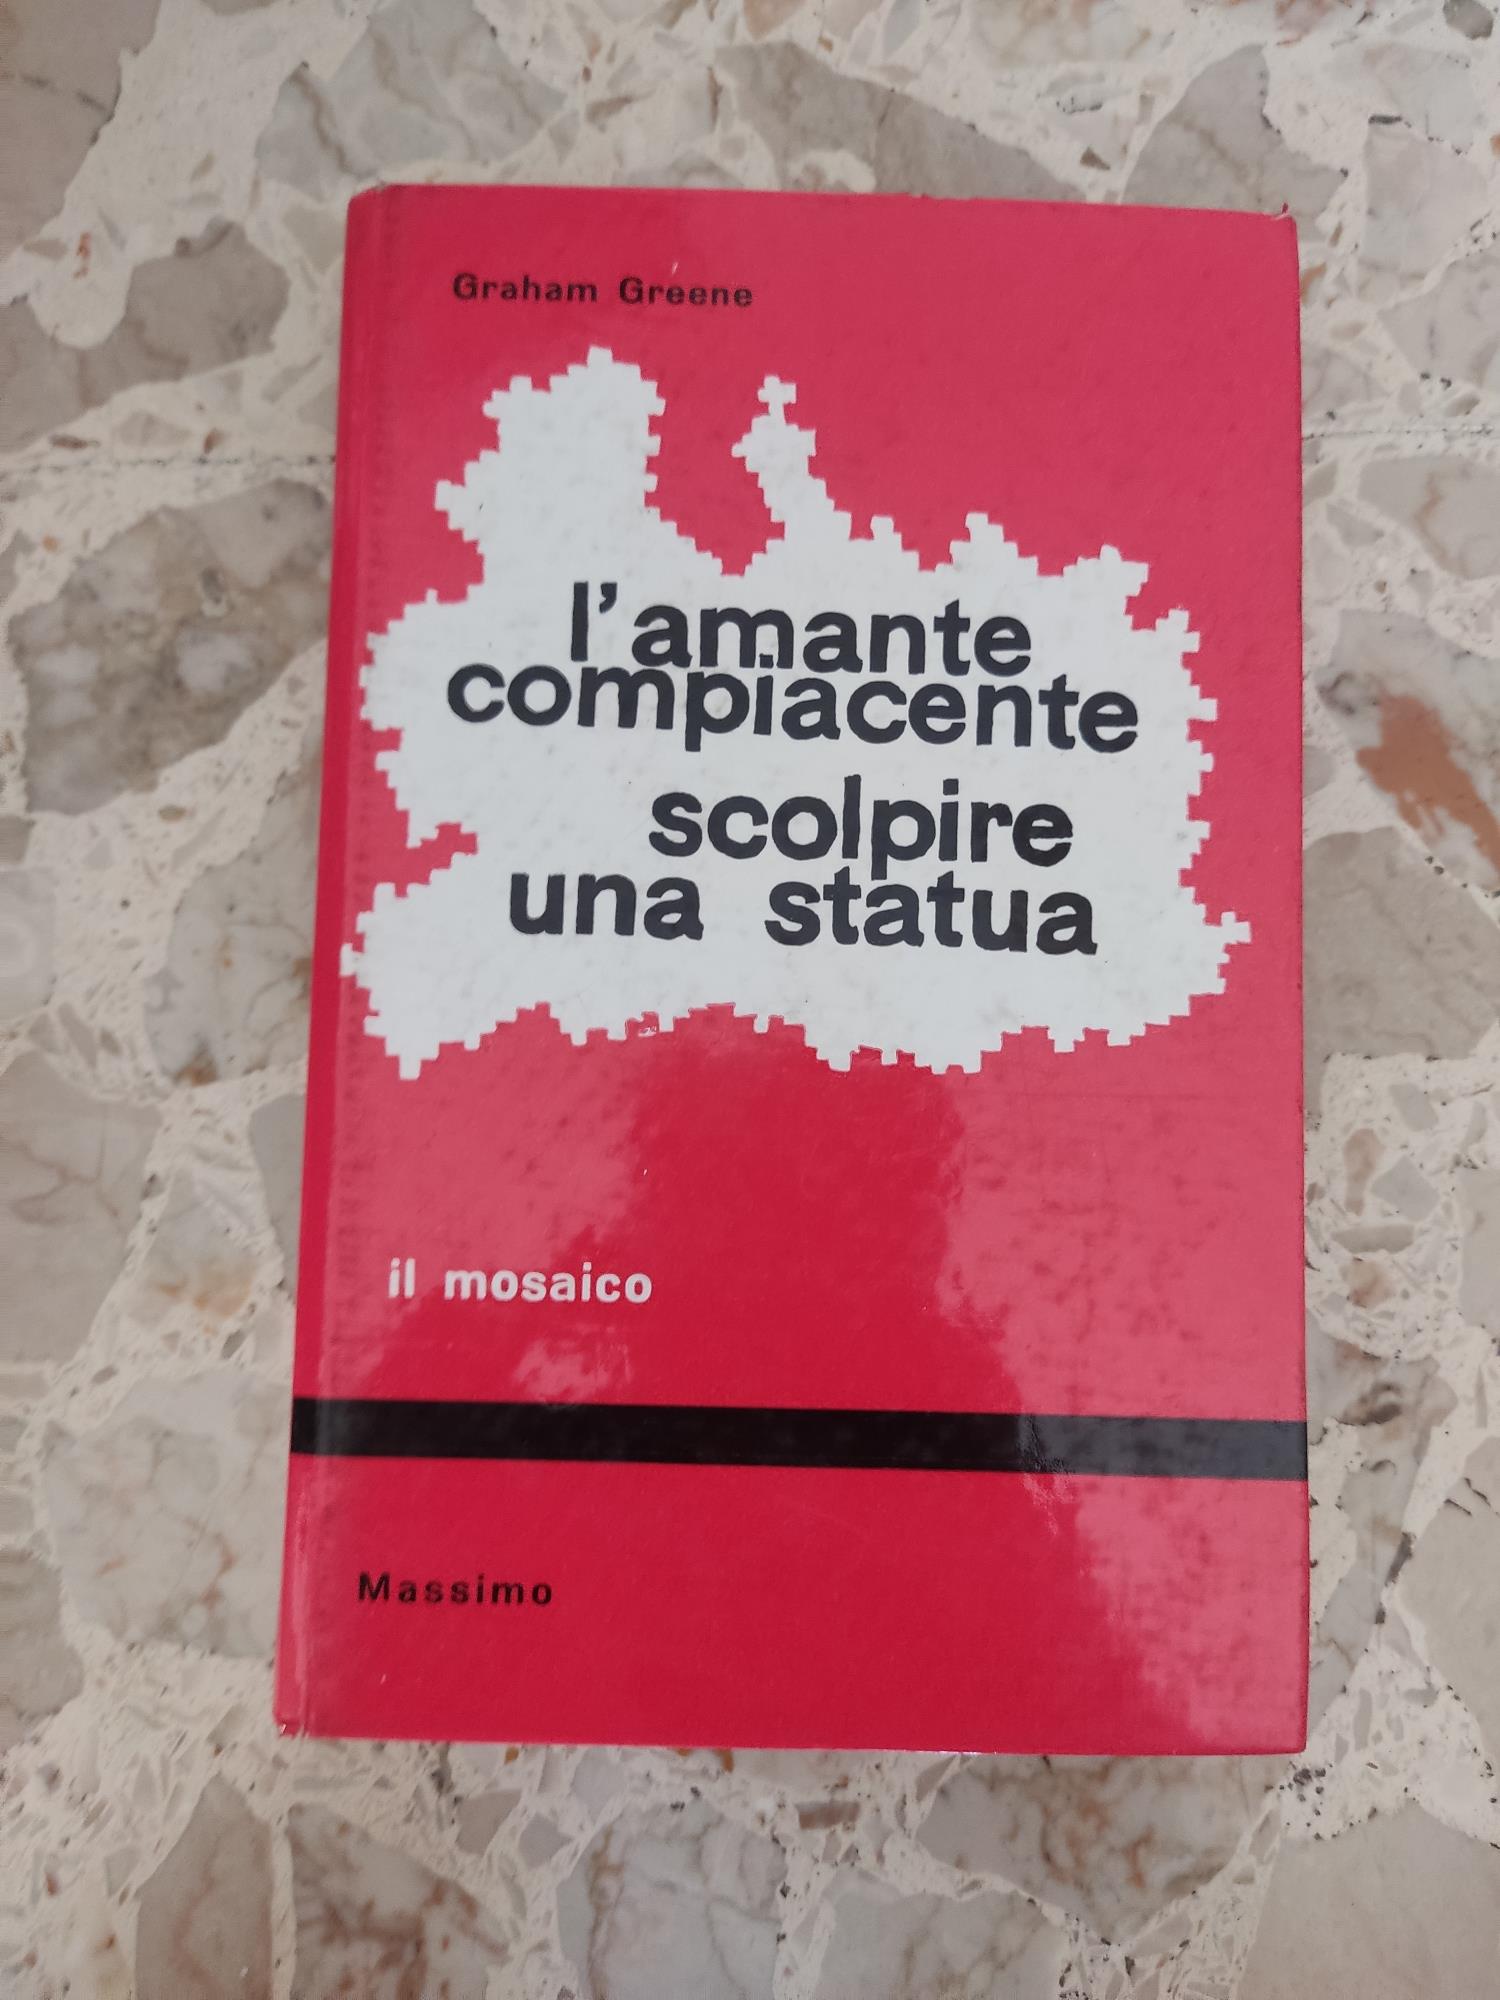 Graham Greene
l'amante
compiacente
scolpire
una statua
il mosaico
Massimo